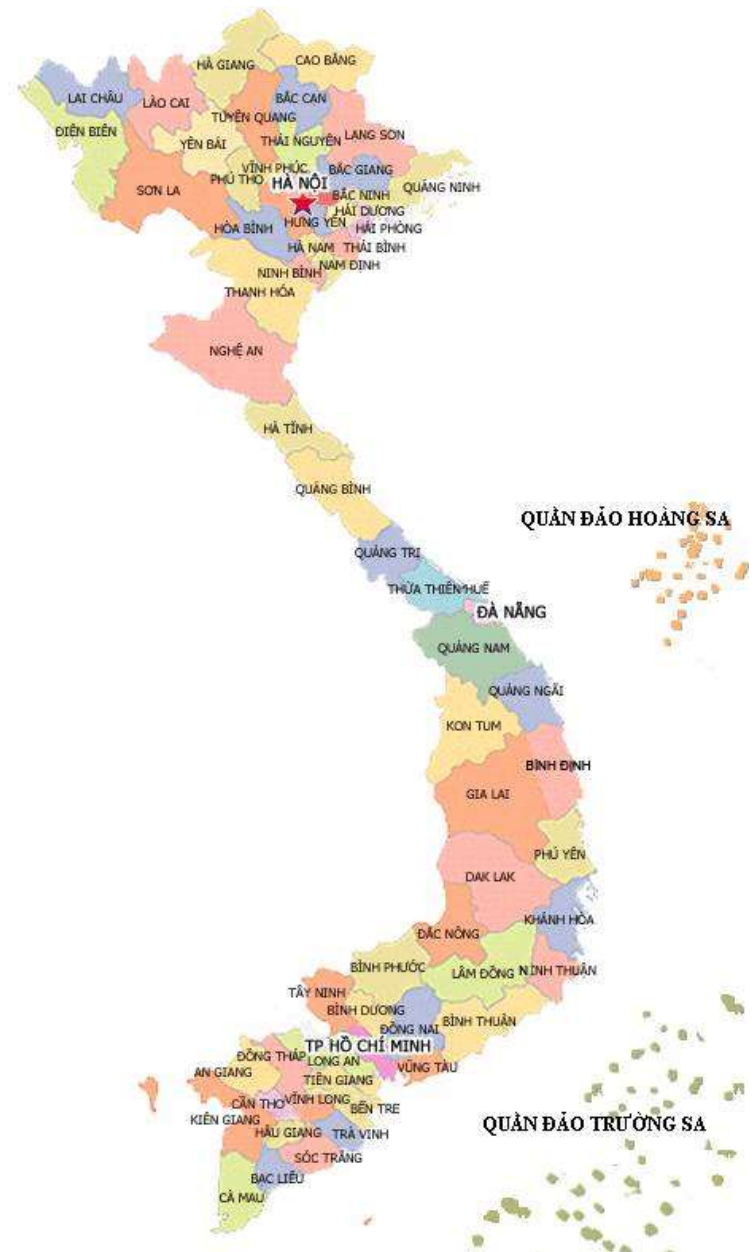 HÀ GIANG
CAO BẰNG
LAI CHÂU
LÀO CAI
BẮC CẠN
ĐIỆN BIÊN
TUYÊN QUANG
YÊN BÁI
THÁI NGUYÊN
LẠNG SƠN
SƠN LA
PHÚ THỌ
VĨNH PHÚC
BẮC GIANG
HÀ NỘI
BẮC NINH
QUẢNG NINH
HẢI DƯƠNG
HÒA BÌNH
HƯNG YÊN
HẢI PHÒNG
HÀ NAM
THÁI BÌNH
NINH BÌNH
NAM ĐỊNH
THANH HÓA
NGHỆ AN
HÀ TĨNH
QUẢNG BÌNH
QUẦN ĐẢO HOÀNG SA
QUẢNG TRỊ
THỪA THIÊN HUẾ
ĐÀ NẴNG
QUẢNG NAM
QUẢNG NGÃI
KON TUM
BÌNH ĐỊNH
GIA LAI
PHÚ YÊN
DAK LAK
KHÁNH HÒA
ĐẮC NÔNG
BÌNH PHƯỚC
LÂM ĐỒNG
NINH THUẬN
TÂY NINH
BÌNH DƯƠNG
ĐỒNG NAI
BÌNH THUẬN
TP HỒ CHÍ MINH
ĐỒNG THÁP
LONG AN
VŨNG TÀU
AN GIANG
TIỀN GIANG
CẦN THƠ
VĨNH LONG
BẾN TRE
KIÊN GIANG
HẬU GIANG
TRÀ VINH
QUẦN ĐẢO TRƯỜNG SA
SÓC TRĂNG
BẠC LIÊU
CÀ MAU